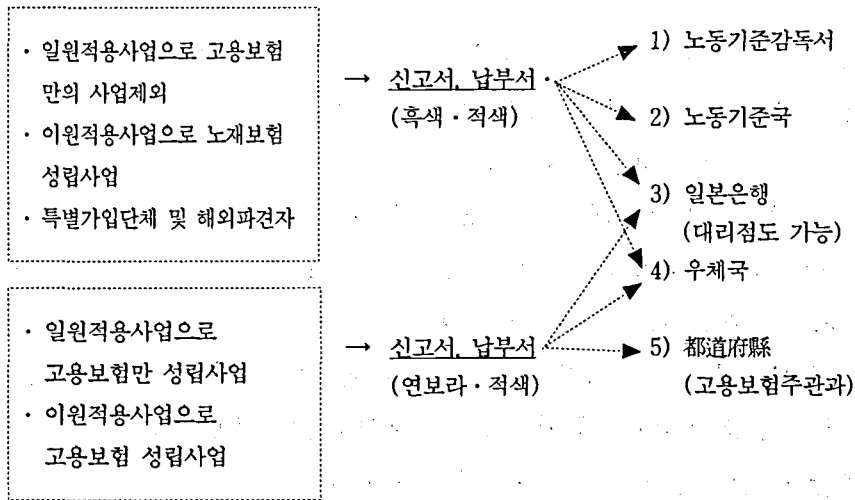 · 일원적용사업으로 고용보험
만의 사업제외
· 이원적용사업으로 노재보험
성립사업
· 특별가입단체 및 해외파견자
→ 신고서, 납부서
(흑색 · 적색)
1) 노동기준감독서
2) 노동기준국
3) 일본은행
(대리점도 가능)
4) 우체국
· 일원적용사업으로
고용보험만 성립사업
· 이원적용사업으로
고용보험 성립사업
→ 신고서, 납부서
(연보라 · 적색)
5) 都道府縣
(고용보험주관과)